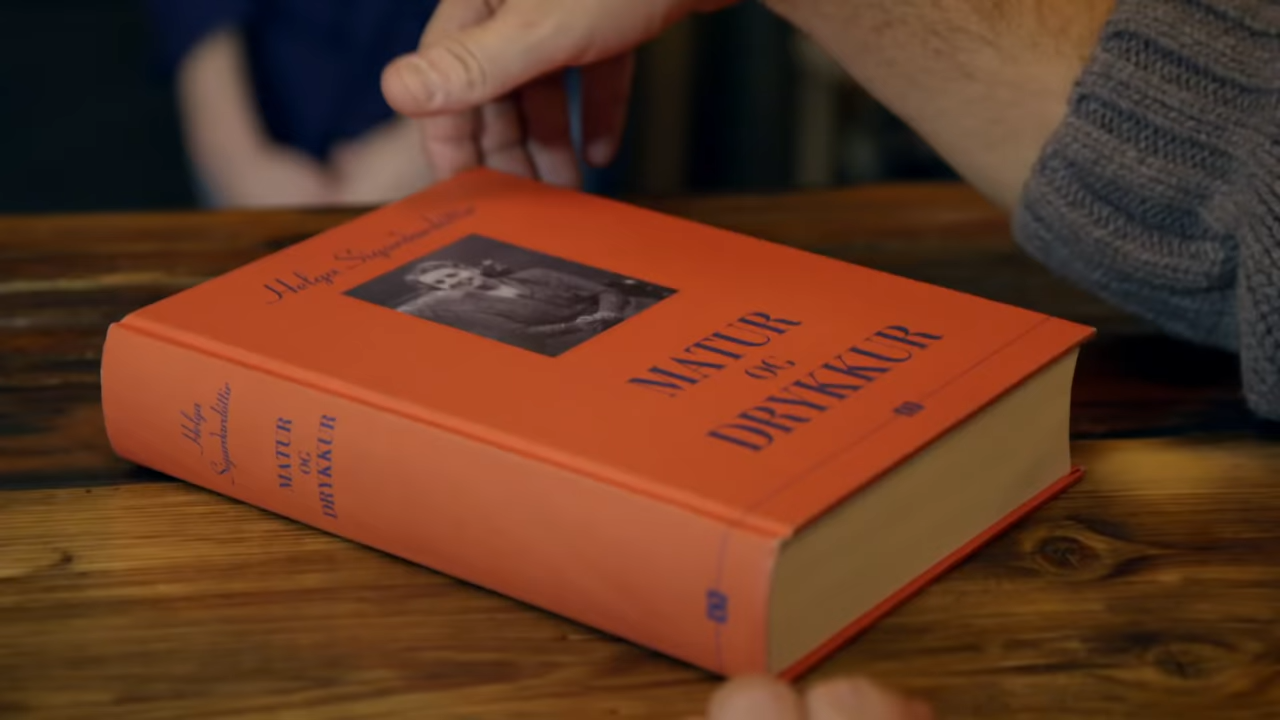 Helga Sigurðardóttir
MATUR
OG
DRYKKUR
Helga
Sigurðardóttir
MATUR
OG
DRYKKUR